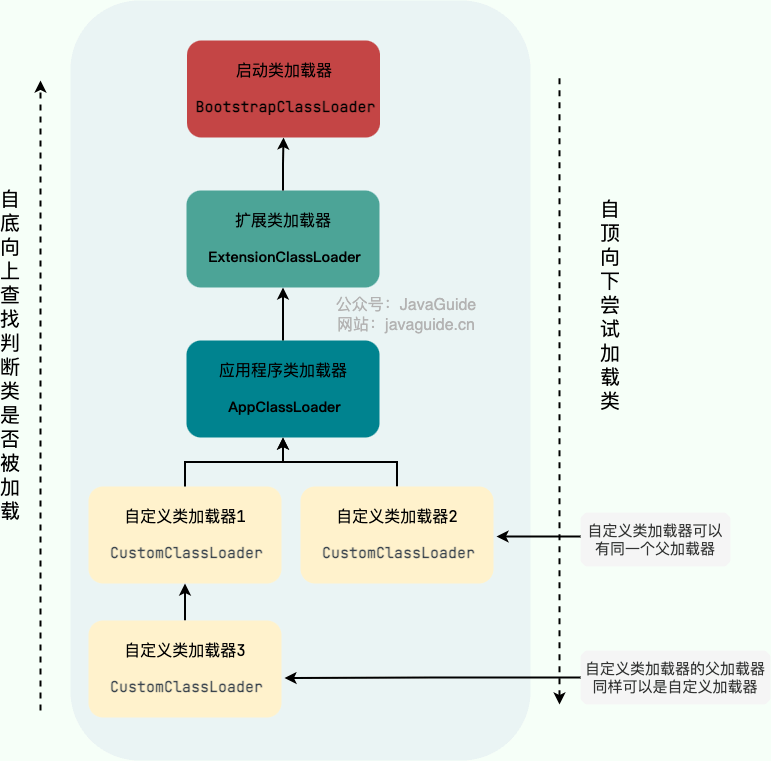 启动类加载器
BootstrapClassLoader
扩展类加载器
ExtensionClassLoader
公众号：JavaGuide
网站：javaguide.cn
应用程序类加载器
AppClassLoader
自定义类加载器1
CustomClassLoader
自定义类加载器2
CustomClassLoader
自定义类加载器3
CustomClassLoader
自底向上查找判断类是否被加载
自顶向下尝试加载类
自定义类加载器可以
有同一个父加载器
自定义类加载器的父加载器
同样可以是自定义加载器